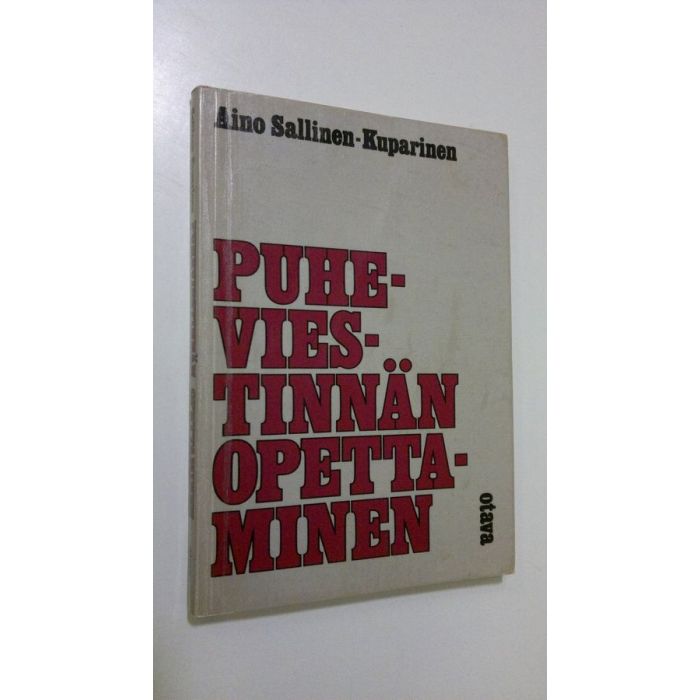 Aino Sallinen-Kuparinen
PUHE-
VIES-
TINNÄN
OPETTA-
MINEN
otava